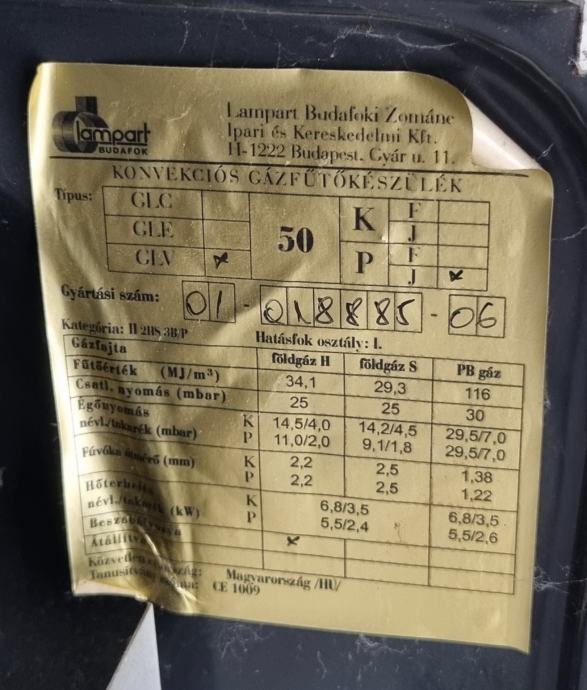 lampart
BUDAFOK
Lampart Budafoki Zománc
Ipari és Kereskedelmi Kft.
H-1222 Budapest. Gyár u. 11.
KONVEKCIÓS GÁZFŰTŐKÉSZÜLÉK
Típus: GLC 50 K F
GLE J
GLV x P F
J x
Gyártási szám: 01-018885-06
Kategória: II 2HS 3B/P Hatásfok osztály: I.
Gázfajta földgáz H földgáz S PB gáz
Fűtőérték (MJ/m³) 34,1 29,3 116
Csatl. nyomás (mbar) 25 25 30
Égőnyomás
névl./takarék (mbar) K 14,5/4,0 14,2/4,5 29,5/7,0
P 11,0/2,0 9,1/1,8 29,5/7,0
Fúvóka (mm) K 2,2 2,5 1,38
P 2,2 2,5 1,22
Hőterhelés
névl./takarék (kW) K 6,8/3,5 6,8/3,5
P 5,5/2,4 5,5/2,6
x
Magyarország /HU/
CE 1009